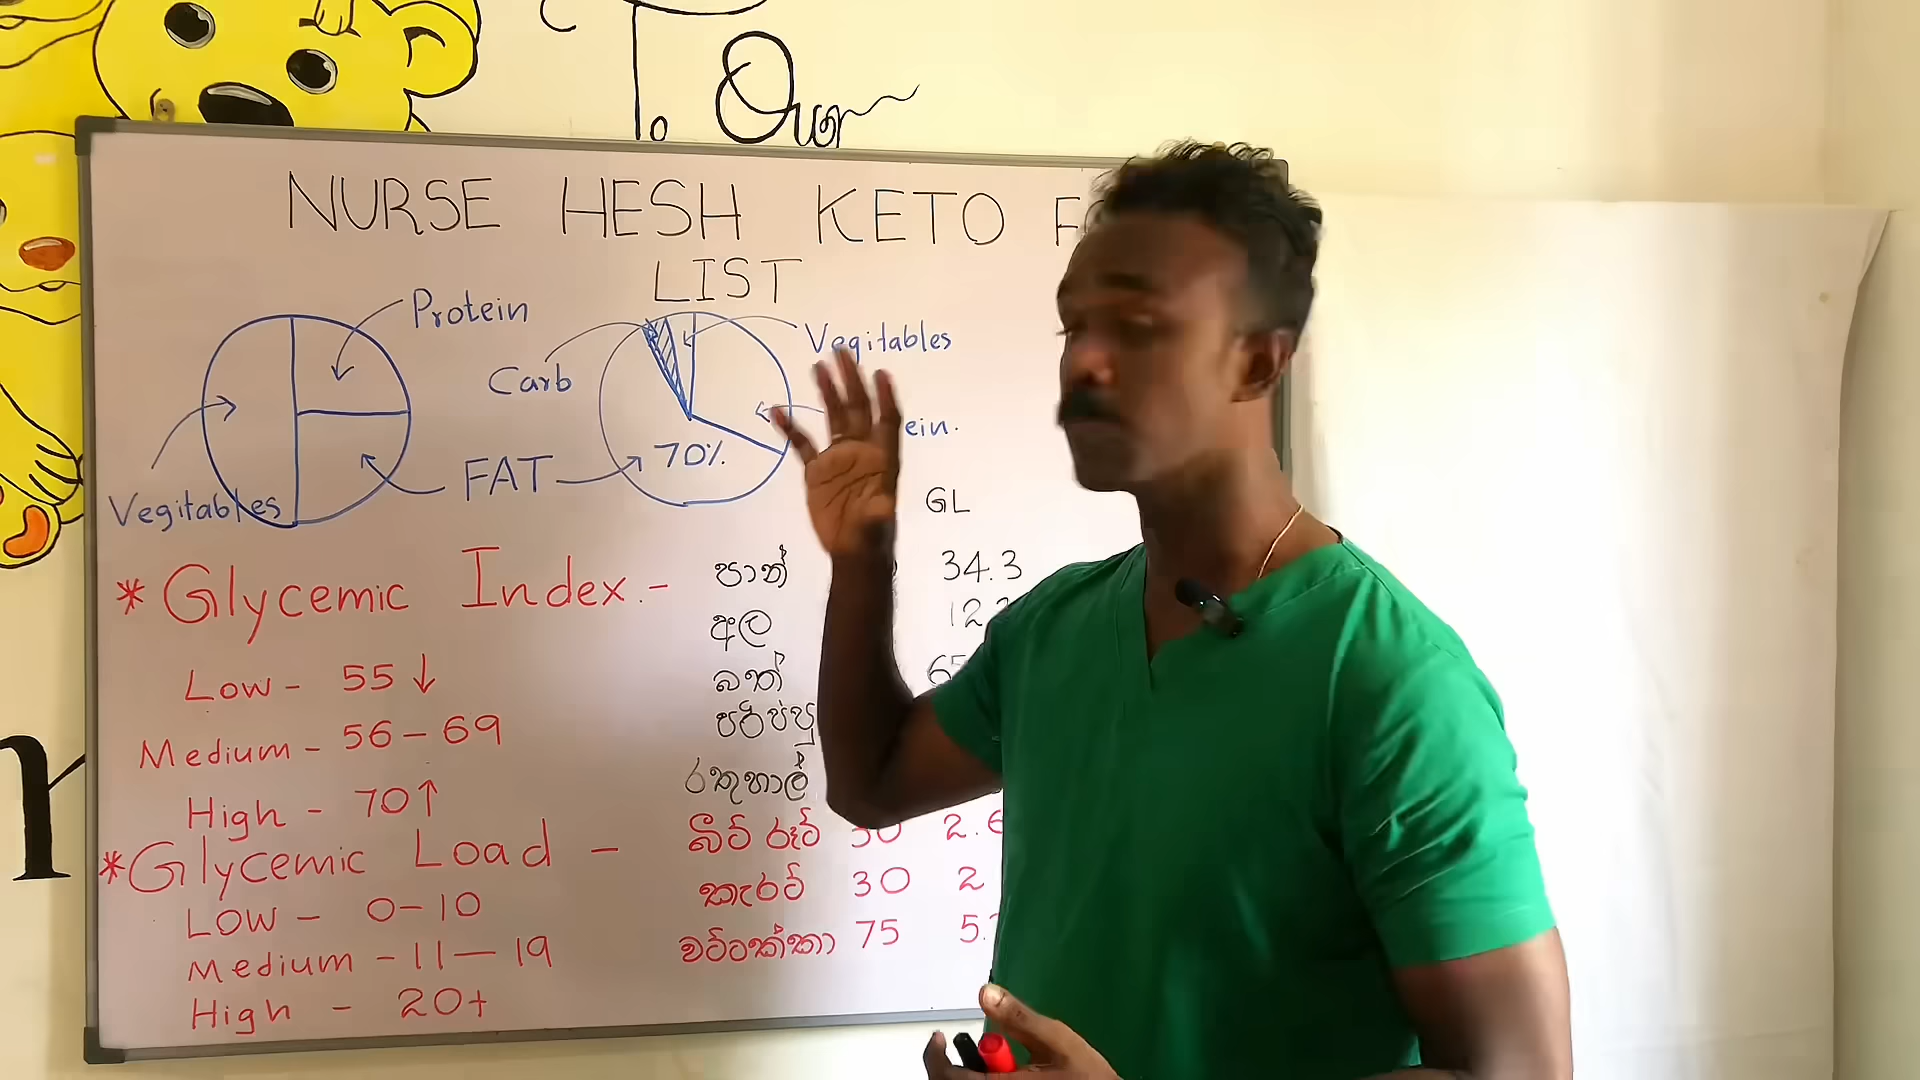 To Our
NURSE HESH KETO
LIST
Protein
Vegitables
Carb
70%
FAT
Vegitables
GL
* Glycemic Index.-
පාන් 34.3
අල
බත්
පරිප්පු
රතුහාල්
Low - 55 ↓
Medium - 56 - 69
High - 70 ↑
* Glycemic Load -
බීට් රූට්
කැරට් 30 2
වට්ටක්කා 75
LOW - 0-10
Medium - 11 - 19
High - 20+